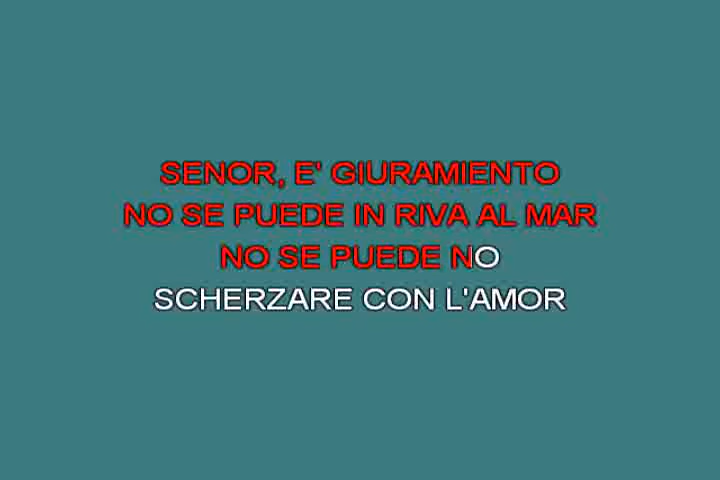 SENOR, E' GIURAMIENTO
NO SE PUEDE IN RIVA AL MAR
NO SE PUEDE NO
SCHERZARE CON L'AMOR